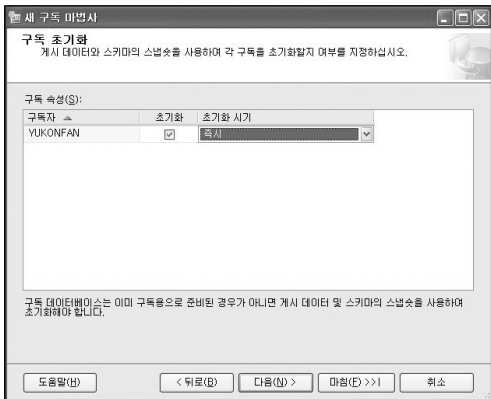 새 구독 마법사
구독 초기화
게시 데이터와 스키마의 스냅숏을 사용하여 각 구독을 초기화할지 여부를 지정하십시오.
구독 속성(S):
구독자 초기화 초기화 시기
YUKONFAN 즉시
구독 데이터베이스는 이미 구독용으로 준비된 경우가 아니면 게시 데이터 및 스키마의 스냅숏을 사용하여
초기화해야 합니다.
도움말(H) < 뒤로(B) 다음(N) > 마침(F) >>| 취소